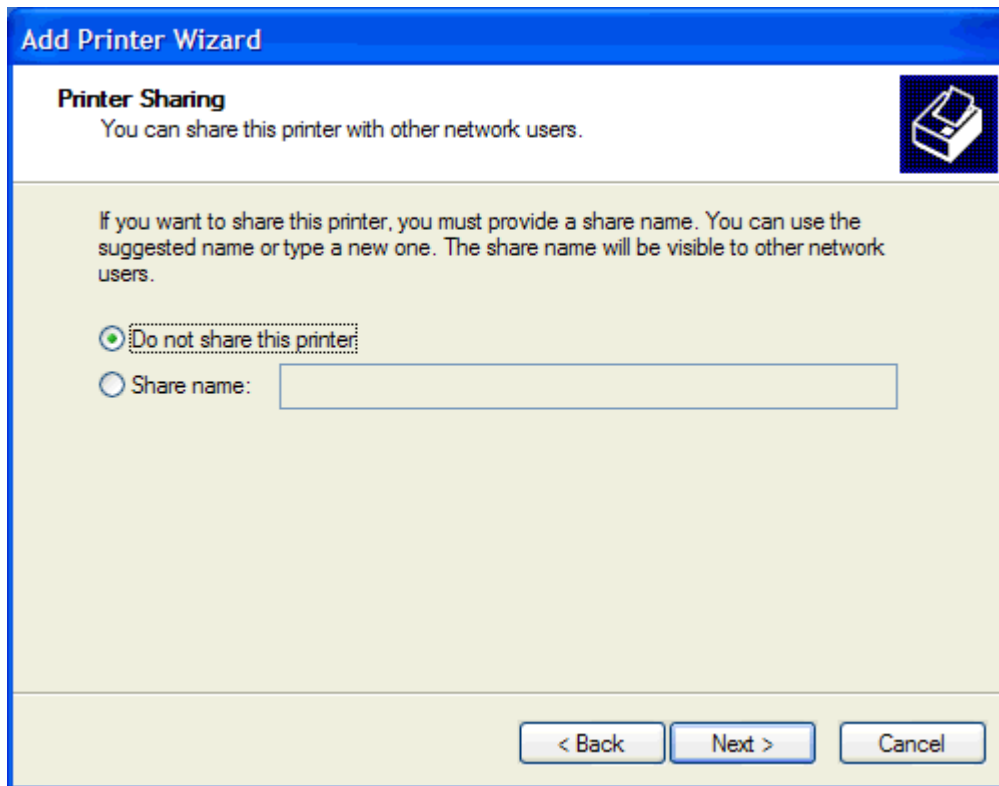 Add Printer Wizard
Printer Sharing
You can share this printer with other network users.
If you want to share this printer, you must provide a share name. You can use the
suggested name or type a new one. The share name will be visible to other network
users.
Do not share this printer
Share name:
< Back Next > Cancel